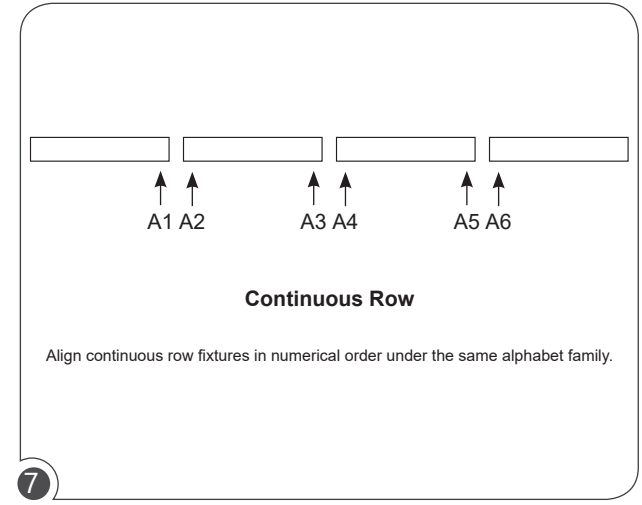 A1 A2 A3 A4 A5 A6
Continuous Row
Align continuous row fixtures in numerical order under the same alphabet family.
7